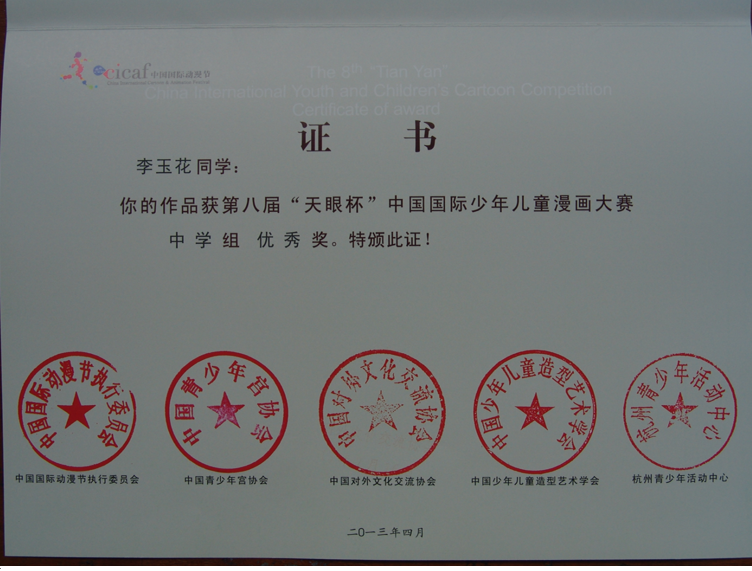 cicaf 中国国际动漫节
The 8th "Tian Yan"
China International Youth and Children's Cartoon Competition
Certificate of award
证 书
李玉花同学：
你的作品获第八届“天眼杯”中国国际少年儿童漫画大赛
中学组 优秀奖。特颁此证！
中国国际动漫节执行委员会
中国青少年宫协会
中国对外文化交流协会
中国少年儿童造型艺术学会
杭州青少年活动中心
中国国际动漫节执行委员会
中国青少年宫协会
中国对外文化交流协会
中国少年儿童造型艺术学会
杭州青少年活动中心
二〇一三年四月